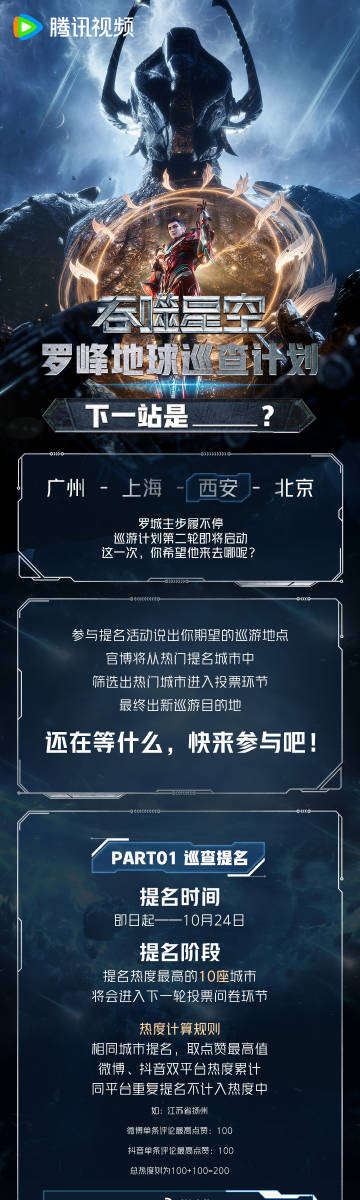 腾讯视频
吞噬星空
罗峰地球巡查计划
下一站是______?
广州 - 上海 - 西安 - 北京
罗城主步履不停
巡游计划第二轮即将启动
这一次，你希望他来去哪呢?
参与提名活动说出你期望的巡游地点
官博将从热门提名城市中
筛选出热门城市进入投票环节
最终出新巡游目的地
还在等什么，快来参与吧!
PART01 巡查提名
提名时间
即日起——10月24日
提名阶段
提名热度最高的10座城市
将会进入下一轮投票问卷环节
热度计算规则
相同城市提名，取点赞最高值
微博、抖音双平台热度累计
同平台重复提名不计入热度中
如: 江苏省扬州
微博单条评论最高点赞: 100
抖音单条评论最高点赞: 100
总热度则为100+100=200